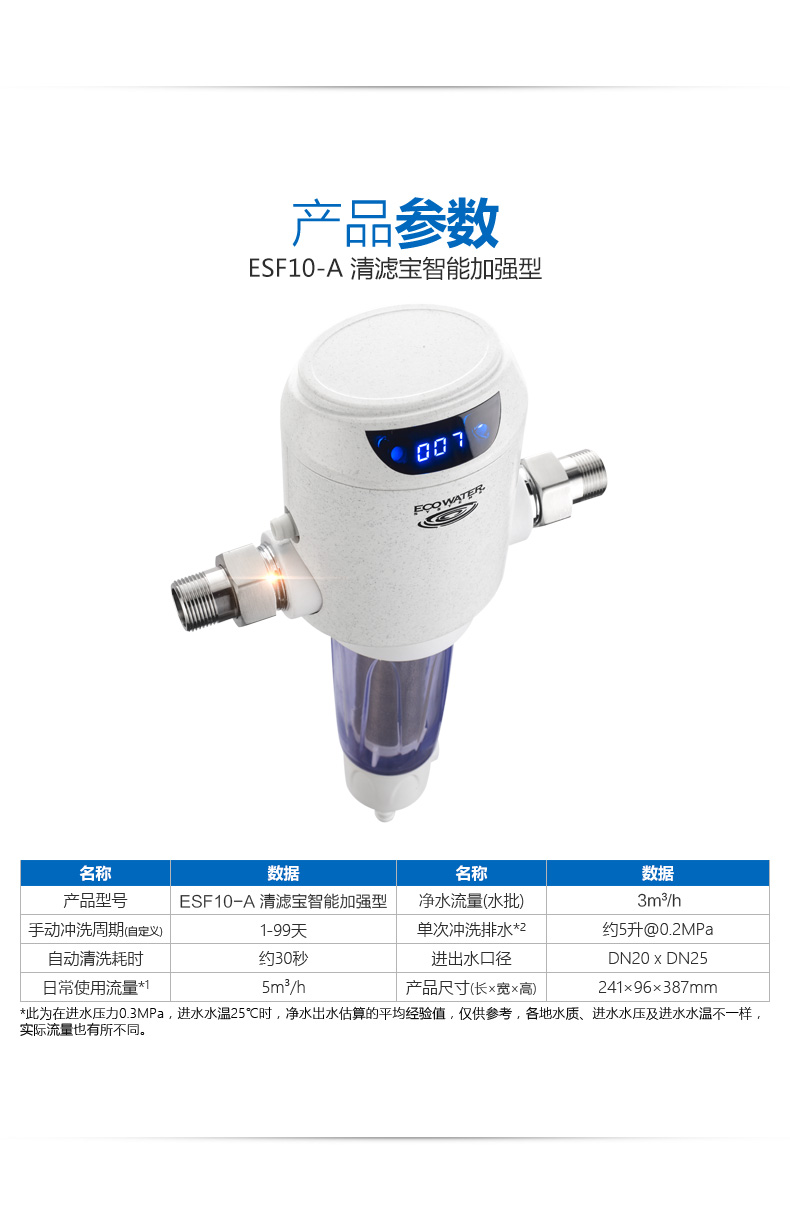 产品参数
ESF10-A 清滤宝智能加强型
007
ECOWATER
SYSTEMS
名称 数据 名称 数据
产品型号 ESF10-A 清滤宝智能加强型 净水流量(水批) 3m³/h
手动冲洗周期(自定义) 1-99天 单次冲洗排水*2 约5升@0.2MPa
自动清洗耗时 约30秒 进出水口径 DN20 x DN25
日常使用流量*1 5m³/h 产品尺寸(长×宽×高) 241×96×387mm
*此为在进水压力0.3MPa，进水水温25℃时，净水出水估算的平均经验值，仅供参考，各地水质、进水水压及进水水温不一样，
实际流量也有所不同。